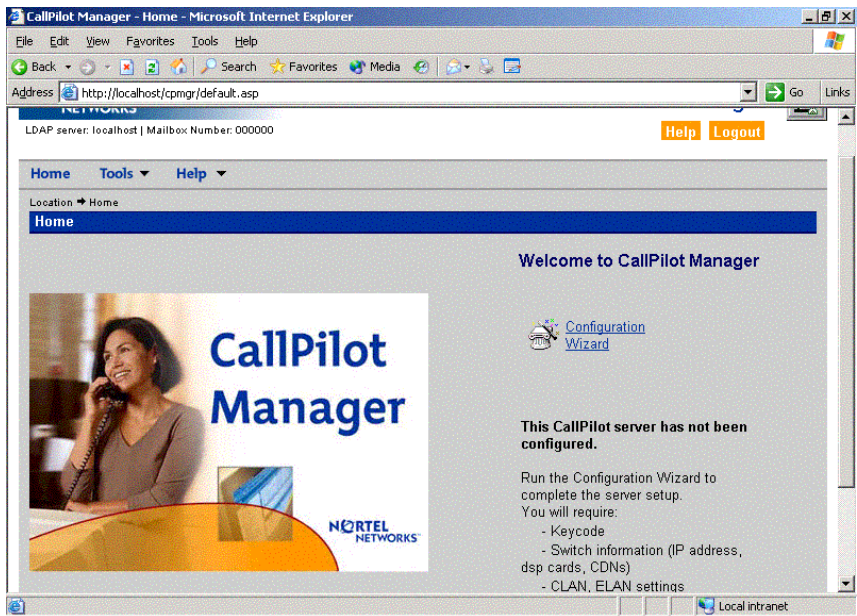 CallPilot Manager - Home - Microsoft Internet Explorer
File Edit View Favorites Tools Help
Back Search Favorites Media
Address http://localhost/cpmgr/default.asp Go Links
NETWORKS
LDAP server: localhost | Mailbox Number: 000000
Help Logout
Home Tools Help
Location Home
Home
Welcome to CallPilot Manager
Configuration
Wizard
CallPilot
Manager
NORTEL
NETWORKS
This CallPilot server has not been
configured.
Run the Configuration Wizard to
complete the server setup.
You will require:
- Keycode
- Switch information (IP address,
dsp cards, CDNs)
- CLAN, ELAN settings
Local intranet